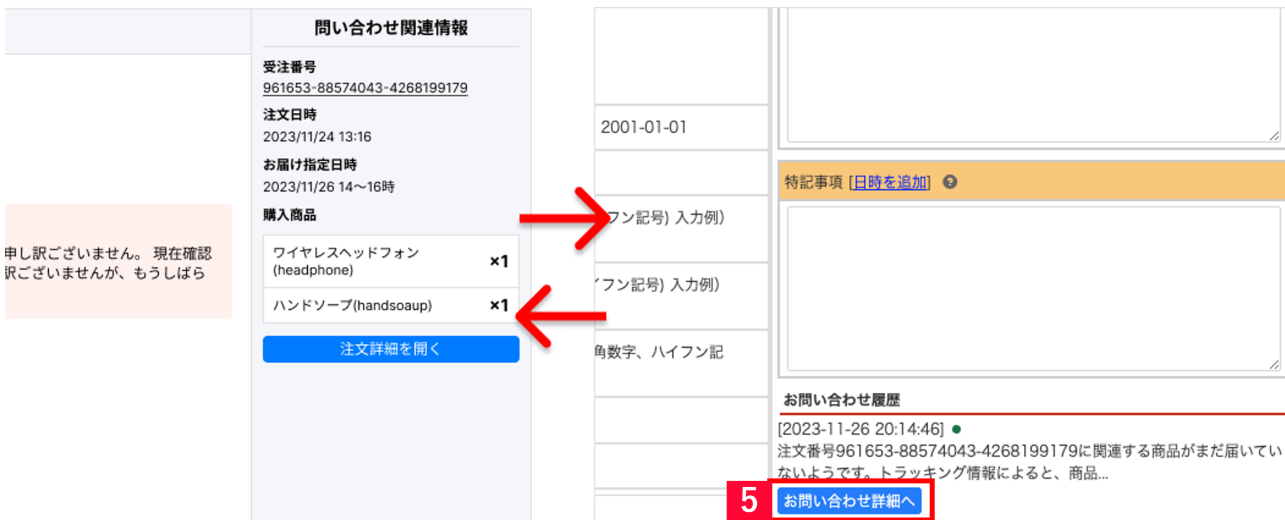 問い合わせ関連情報
受注番号
961653-88574043-4268199179
注文日時
2023/11/24 13:16
お届け指定日時
2023/11/26 14〜16時
購入商品
ワイヤレスヘッドフォン
(headphone)
×1
ハンドソープ(handsoaup)
×1
注文詳細を開く
申し訳ございません。 現在確認
訳ございませんが、もうしばら
2001-01-01
フン記号) 入力例）
イフン記号) 入力例）
角数字、ハイフン記
特記事項 [日時を追加] ?
お問い合わせ履歴
[2023-11-26 20:14:46]
注文番号961653-88574043-4268199179に関連する商品がまだ届いてい
ないようです。トラッキング情報によると、商品...
5
お問い合わせ詳細へ